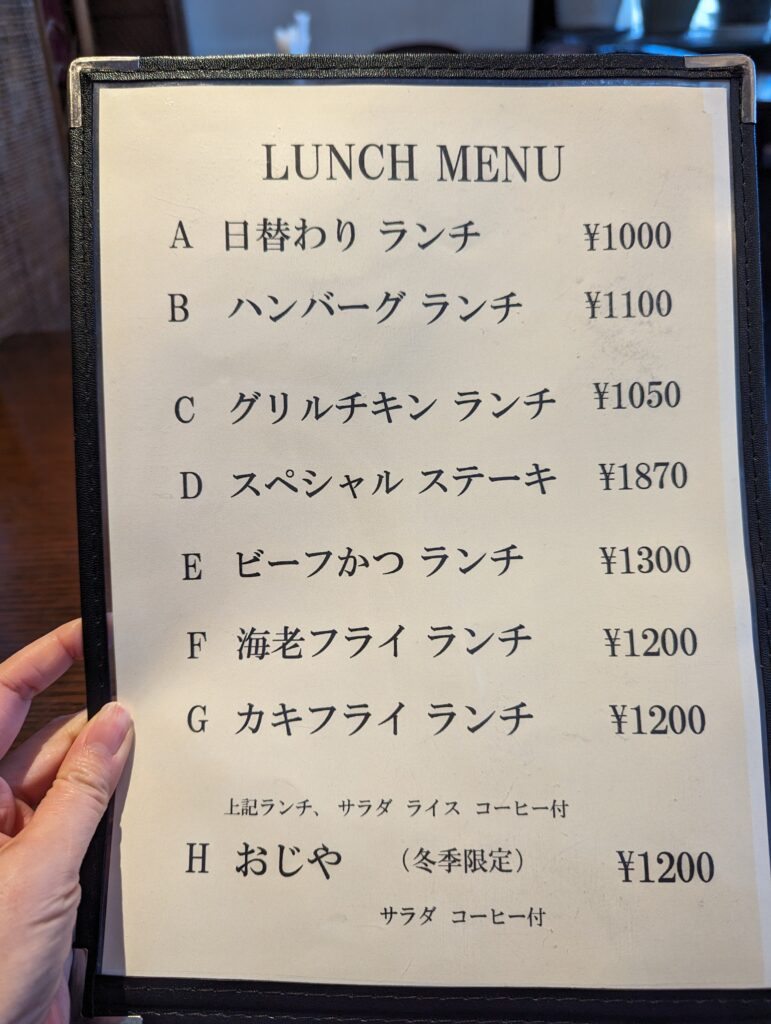 LUNCH MENU
A 日替わり ランチ ¥1000
B ハンバーグ ランチ ¥1100
C グリルチキン ランチ ¥1050
D スペシャル ステーキ ¥1870
E ビーフかつ ランチ ¥1300
F 海老フライ ランチ ¥1200
G カキフライ ランチ ¥1200
上記ランチ、サラダ ライス コーヒー付
H おじや （冬季限定） ¥1200
サラダ コーヒー付